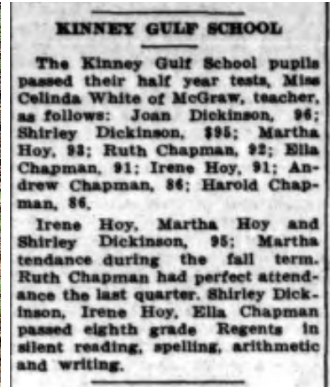 KINNEY GULF SCHOOL
The Kinney Gulf School pupils
passed their half year tests, Miss
Celinda White of McGraw, teacher,
as follows: Joan Dickinson, 96;
Shirley Dickinson, $95; Martha
Hoy, 93; Ruth Chapman, 92; Ella
Chapman, 91; Irene Hoy, 91; An-
drew Chapman, 86; Harold Chap-
man, 86.
Irene Hoy, Martha Hoy and
Shirley Dickinson, 95; Martha
tendance during the fall term.
Ruth Chapman had perfect attend-
ance the last quarter. Shirley Dick-
inson, Irene Hoy, Ella Chapman
passed eighth grade Regents in
silent reading, spelling, arithmetic
and writing.